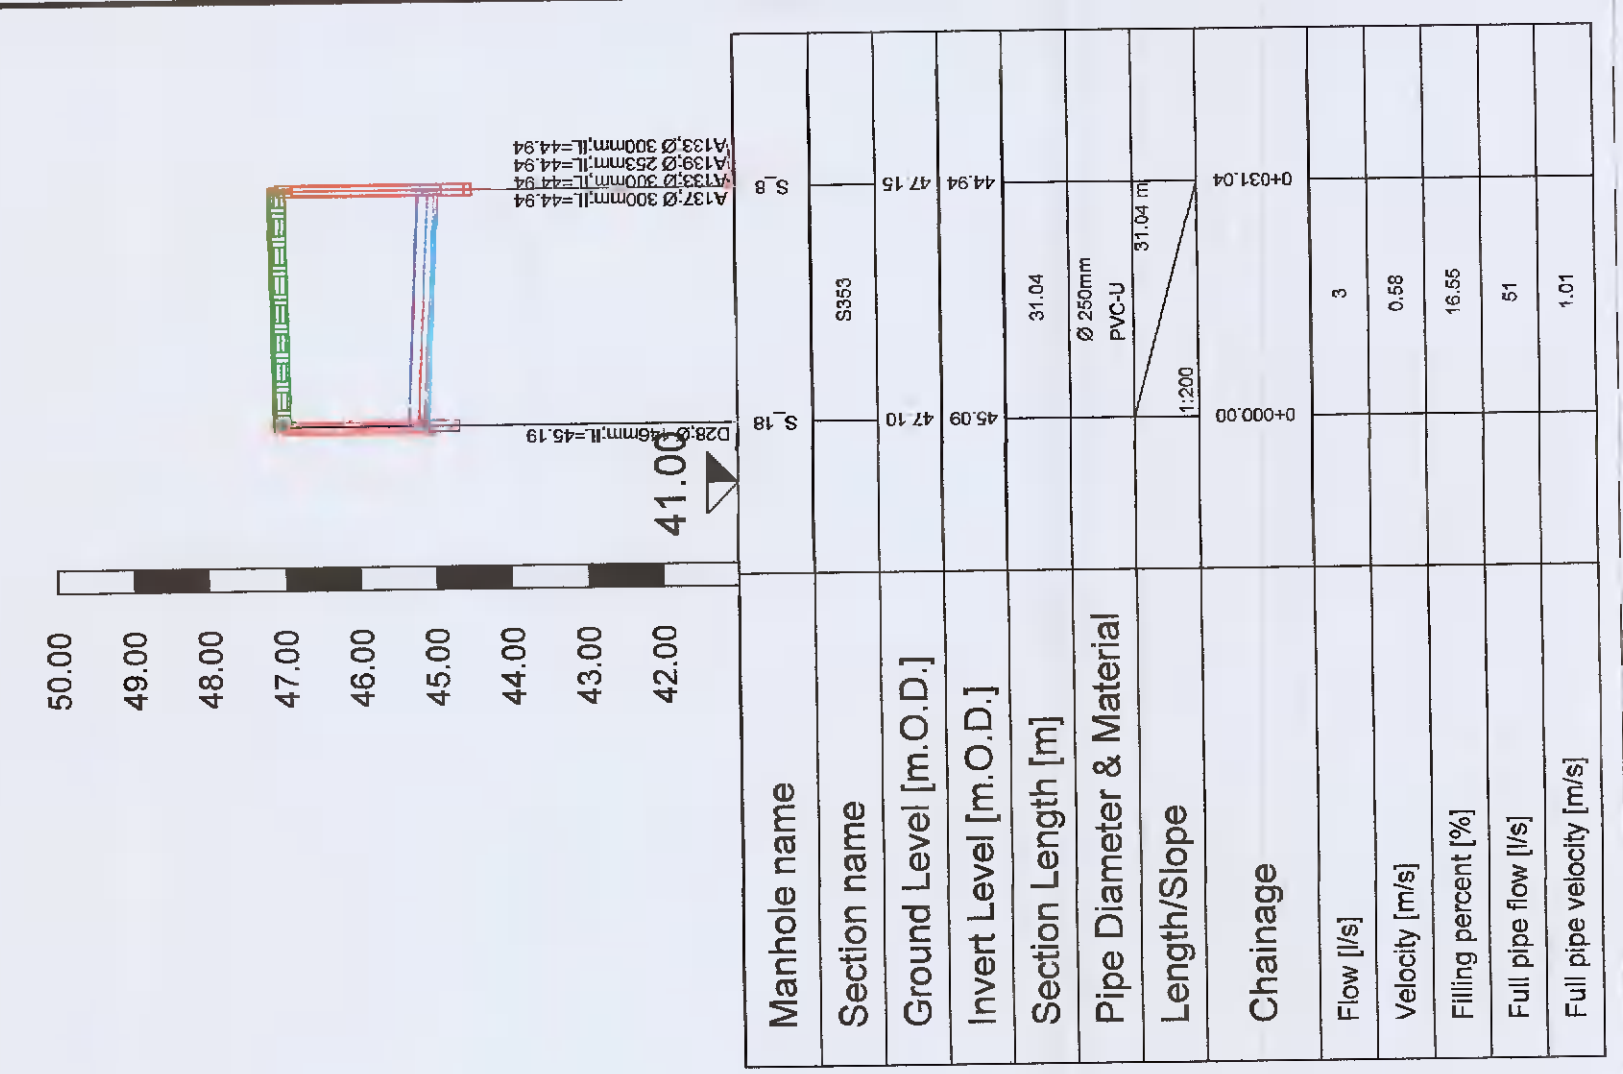 50.00
49.00
48.00
47.00
46.00
45.00
44.00
43.00
42.00
41.00
D28;Ø 146mm;IL=45.19
A137;Ø 300mm;IL=44.94
A133;Ø 300mm;IL=44.94
A139;Ø 253mm;IL=44.94
A133;Ø 300mm;IL=44.94
Manhole name S_18 S_8
Section name S353
Ground Level [m.O.D.] 47.10 47.15
Invert Level [m.O.D.] 45.09 44.94
Section Length [m] 31.04
Pipe Diameter & Material Ø 250mm
PVC-U
Length/Slope 1:200 31.04 m
Chainage 0+000.00 0+031.04
Flow [l/s] 3
Velocity [m/s] 0.58
Filling percent [%] 16.55
Full pipe flow [l/s] 51
Full pipe velocity [m/s] 1.01